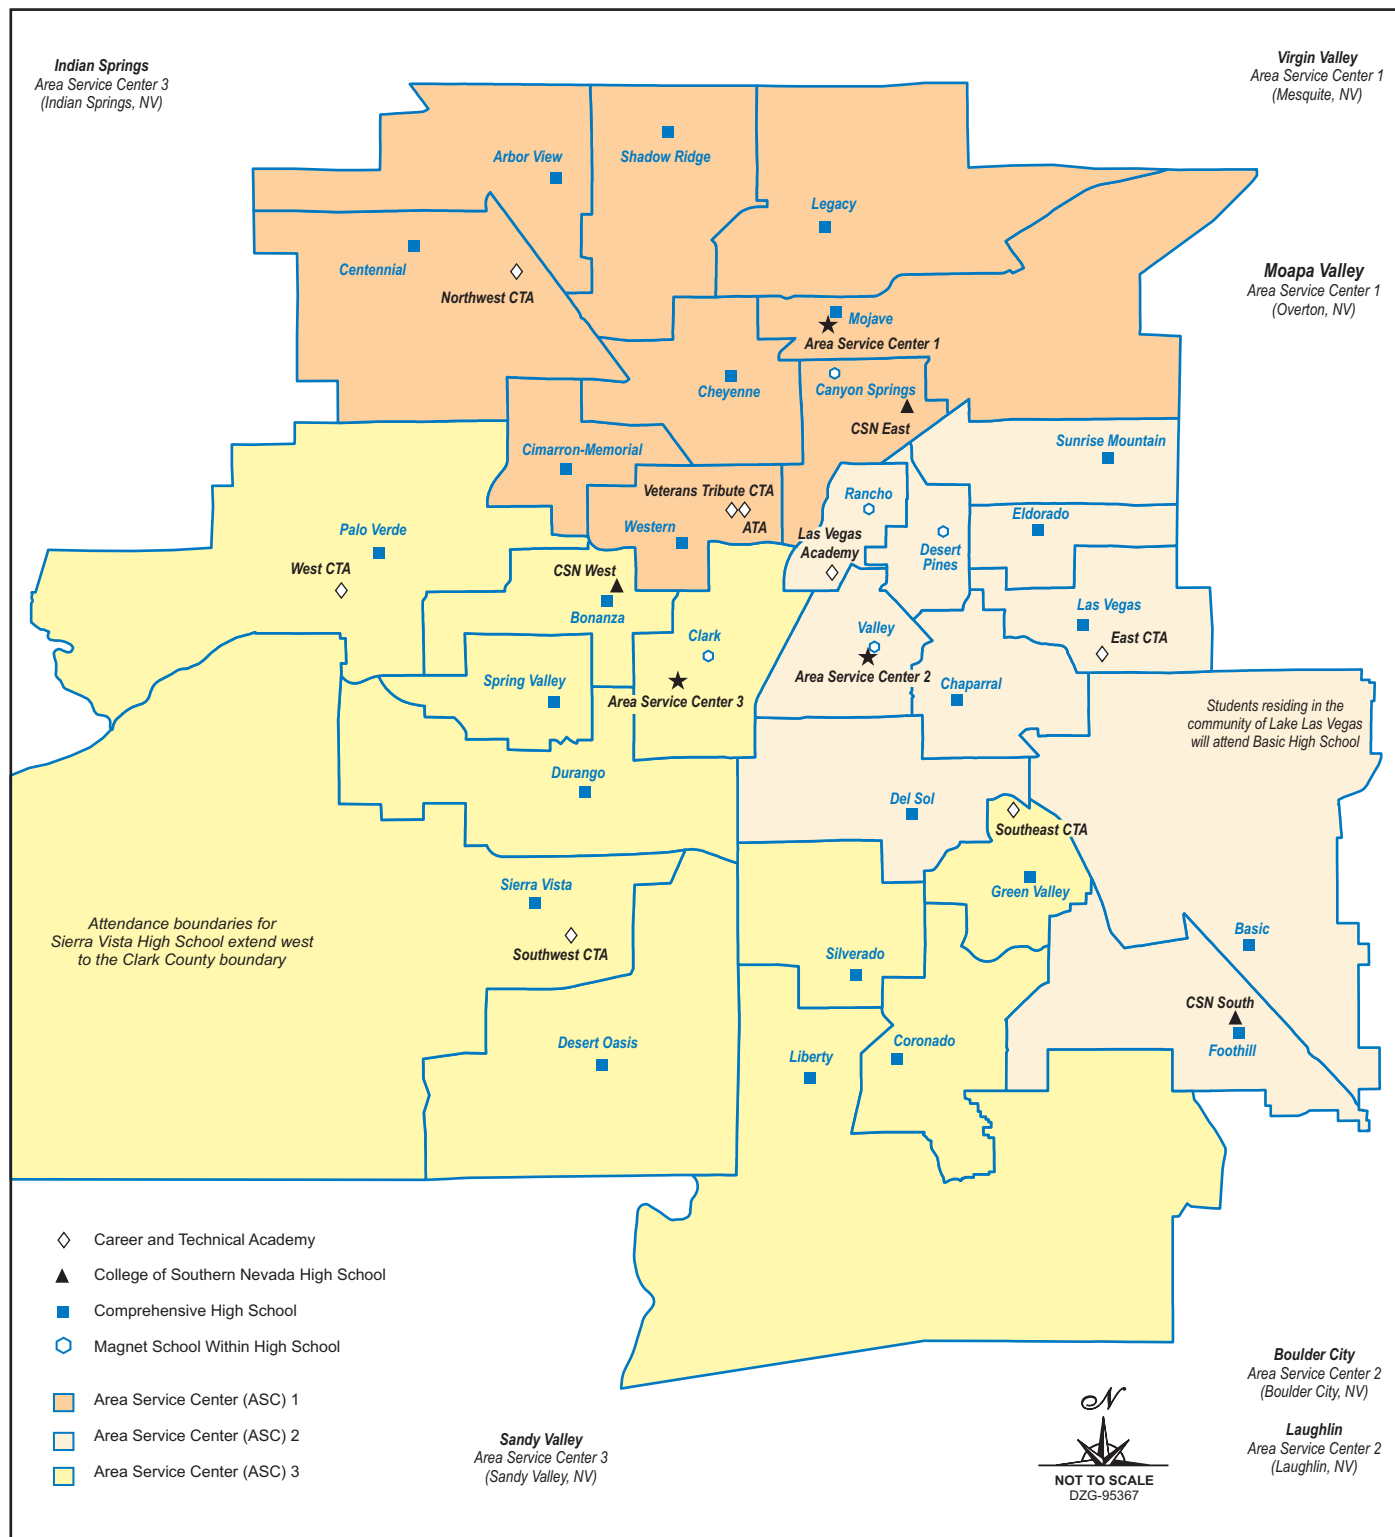 Indian Springs
Area Service Center 3
(Indian Springs, NV)
Virgin Valley
Area Service Center 1
(Mesquite, NV)
Arbor View
Shadow Ridge
Legacy
Centennial
Northwest CTA
Moapa Valley
Area Service Center 1
(Overton, NV)
Mojave
Area Service Center 1
Cheyenne
Canyon Springs
CSN East
Cimarron-Memorial
Sunrise Mountain
Veterans Tribute CTA
ATA
Western
Rancho
Las Vegas
Academy
Desert
Pines
Eldorado
Palo Verde
West CTA
CSN West
Bonanza
Las Vegas
East CTA
Clark
Valley
Area Service Center 2
Spring Valley
Area Service Center 3
Chaparral
Students residing in the
community of Lake Las Vegas
will attend Basic High School
Durango
Del Sol
Southeast CTA
Sierra Vista
Green Valley
Attendance boundaries for
Sierra Vista High School extend west
to the Clark County boundary
Southwest CTA
Silverado
Basic
CSN South
Foothill
Desert Oasis
Liberty
Coronado
Career and Technical Academy
College of Southern Nevada High School
Comprehensive High School
Magnet School Within High School
Area Service Center (ASC) 1
Area Service Center (ASC) 2
Area Service Center (ASC) 3
Sandy Valley
Area Service Center 3
(Sandy Valley, NV)
N
NOT TO SCALE
DZG-95367
Boulder City
Area Service Center 2
(Boulder City, NV)
Laughlin
Area Service Center 2
(Laughlin, NV)